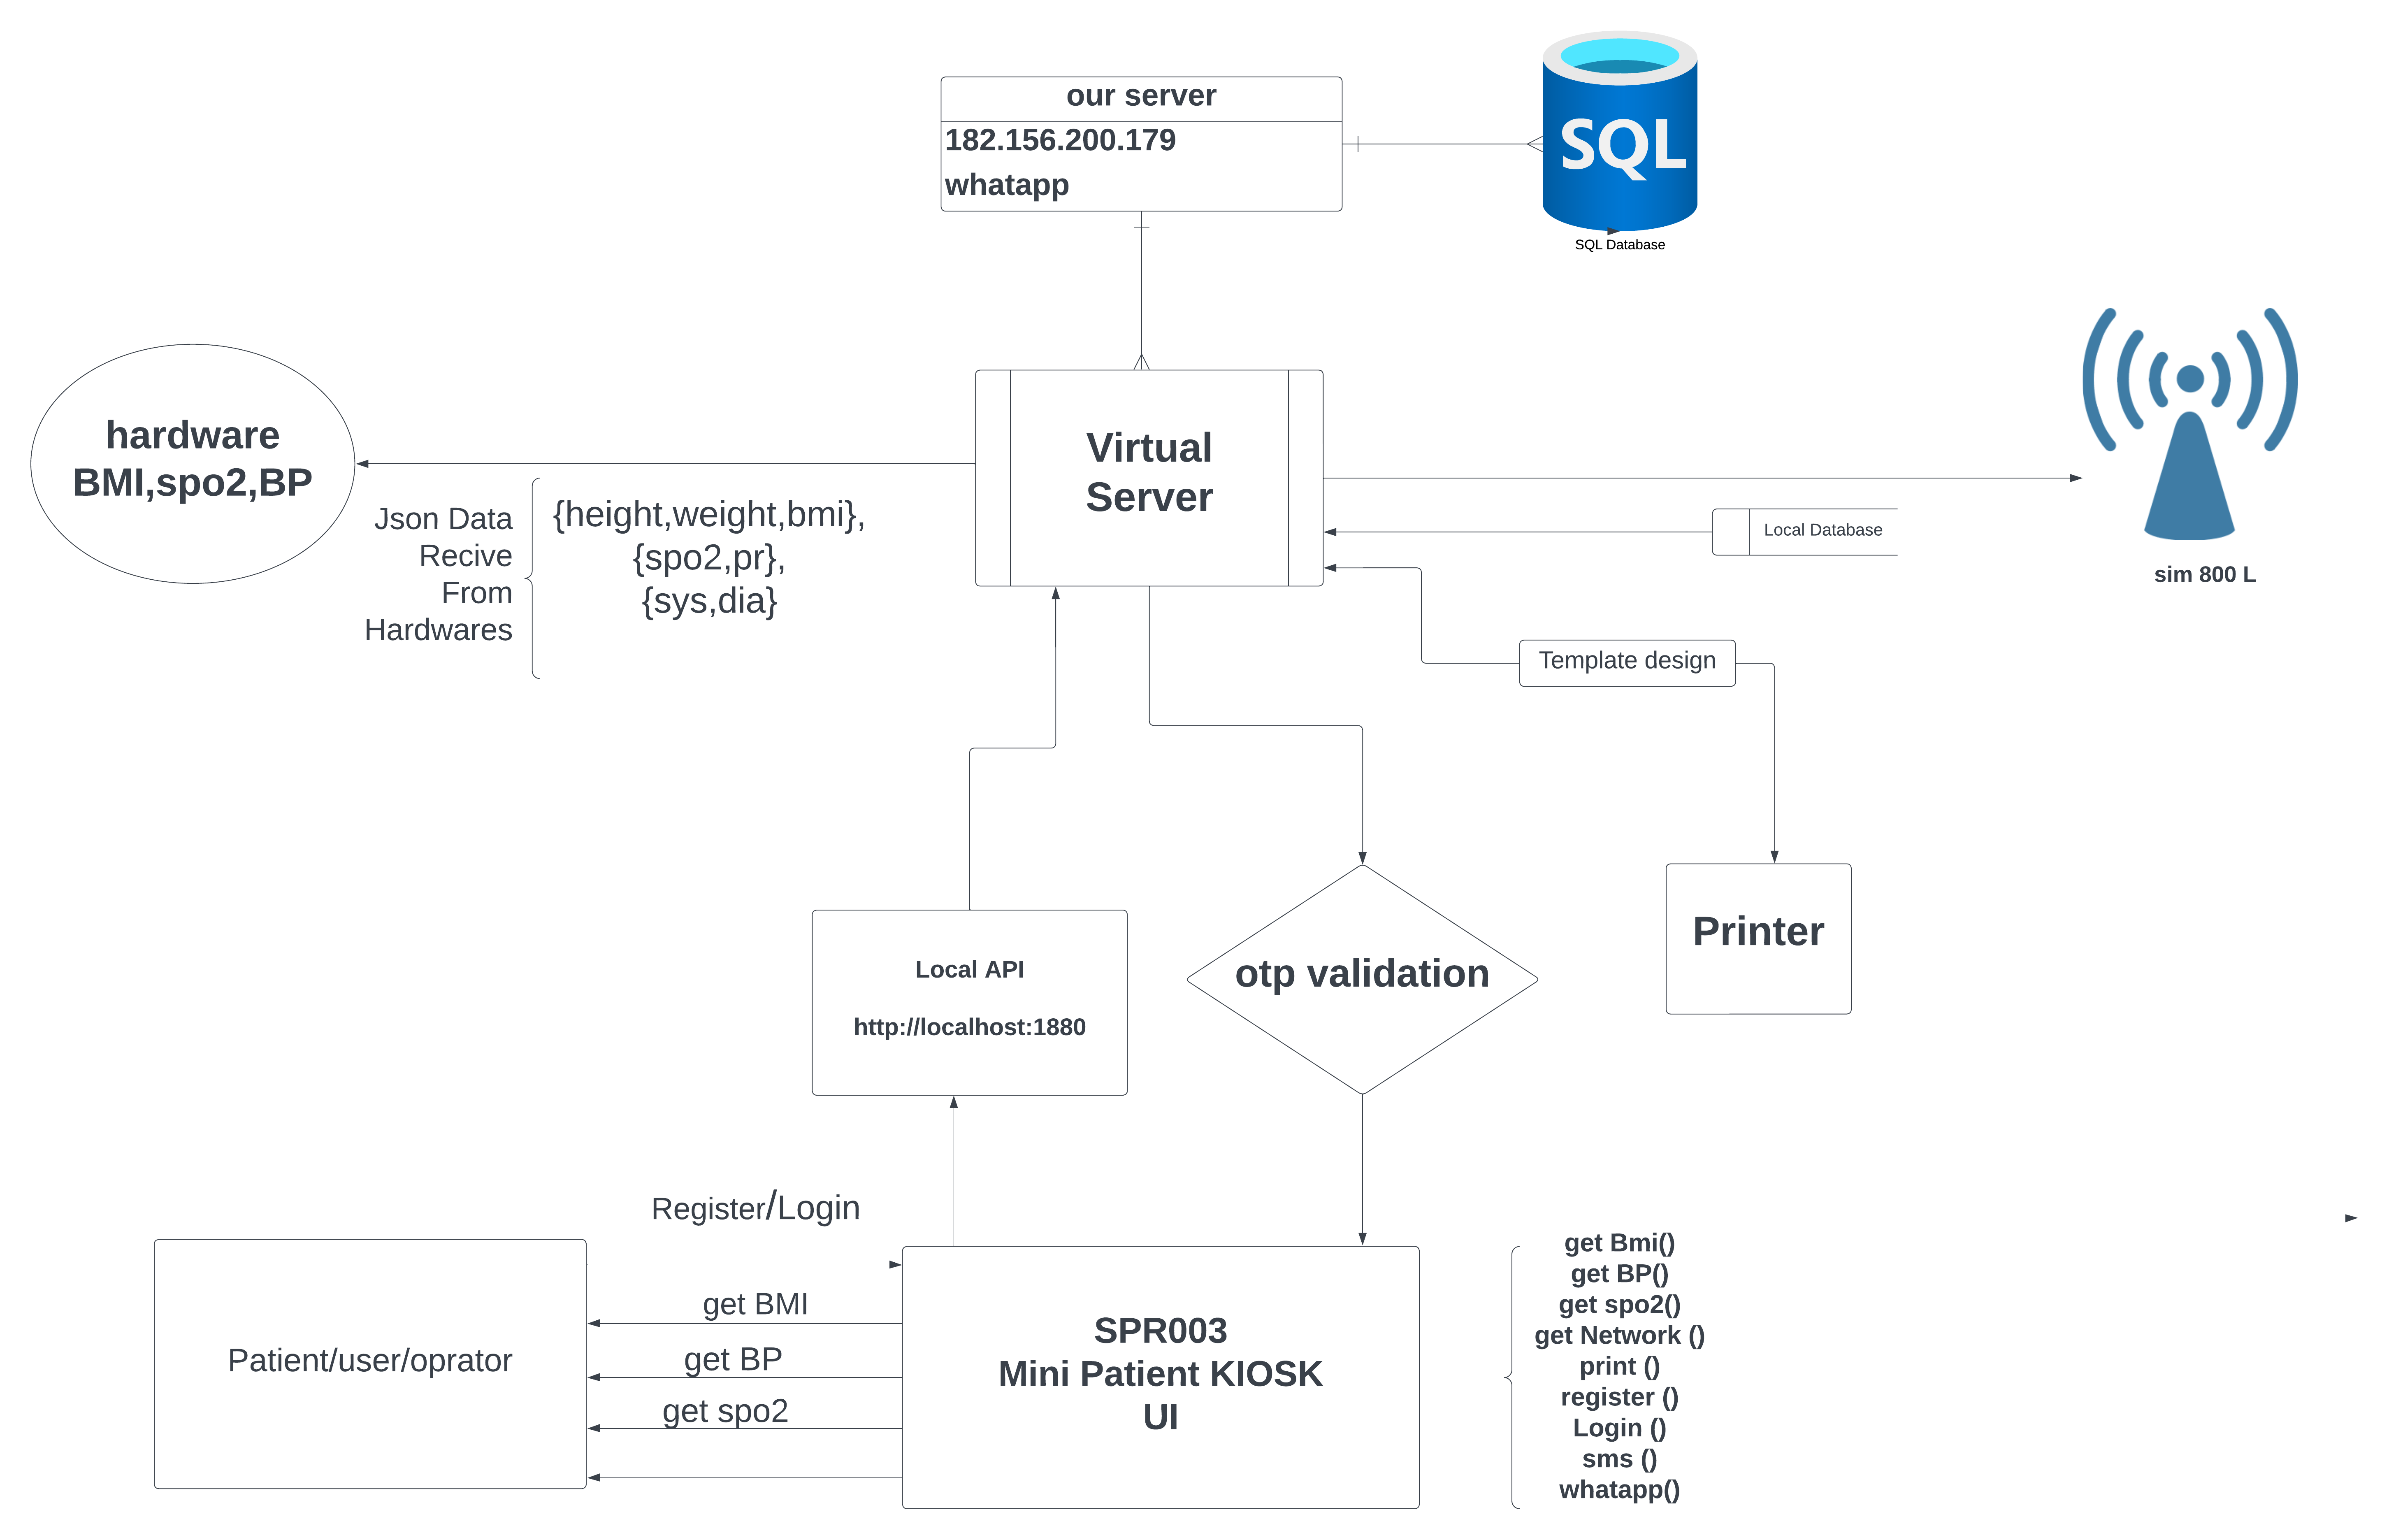 our server
182.156.200.179
whatapp
SQL
SQL Database
hardware
BMI,spo2,BP
Json Data
Recive
From
Hardwares
{height,weight,bmi},
{spo2,pr},
{sys,dia}
Virtual
Server
Local Database
sim 800 L
Template design
Local API
http://localhost:1880
otp validation
Printer
Register/Login
Patient/user/oprator
get BMI
get BP
get spo2
SPR003
Mini Patient KIOSK
UI
get Bmi()
get BP()
get spo2()
get Network ()
print ()
register ()
Login ()
sms ()
whatapp()